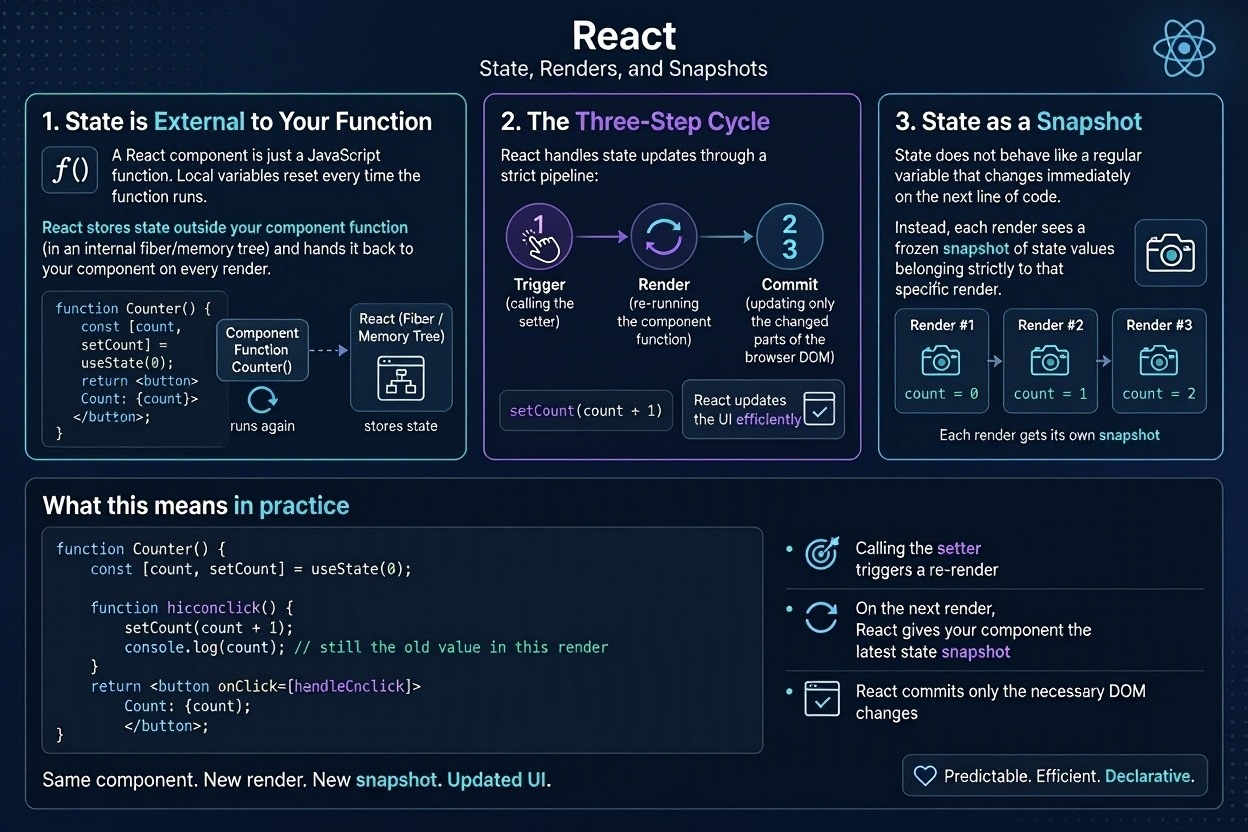 React
State, Renders, and Snapshots
1. State is External to Your Function
f()
A React component is just a JavaScript
function. Local variables reset every time the
function runs.
React stores state outside your component function
(in an internal fiber/memory tree) and hands it back to
your component on every render.
function Counter() {
const [count,
setCount] =
useState(0);
return <button>
Count: {count}>
</button>;
}
Component
Function
Counter()
runs again
React (Fiber /
Memory Tree)
stores state
2. The Three-Step Cycle
React handles state updates through a
strict pipeline:
1
Trigger
(calling the
setter)
Render
(re-running
the component
function)
2
3
Commit
(updating only
the changed
parts of the
browser DOM)
setCount(count + 1)
React updates
the UI efficiently
3. State as a Snapshot
State does not behave like a regular
variable that changes immediately
on the next line of code.
Instead, each render sees a
frozen snapshot of state values
belonging strictly to that
specific render.
Render #1
count = 0
Render #2
count = 1
Render #3
count = 2
Each render gets its own snapshot
What this means in practice
function Counter() {
const [count, setCount] = useState(0);
function hicconclick() {
setCount(count + 1);
console.log(count); // still the old value in this render
}
return <button onClick=[handleCnclick]>
Count: {count);
</button>;
}
Same component. New render. New snapshot. Updated UI.
• Calling the setter
triggers a re-render
• On the next render,
React gives your component the
latest state snapshot
• React commits only the necessary DOM
changes
Predictable. Efficient. Declarative.